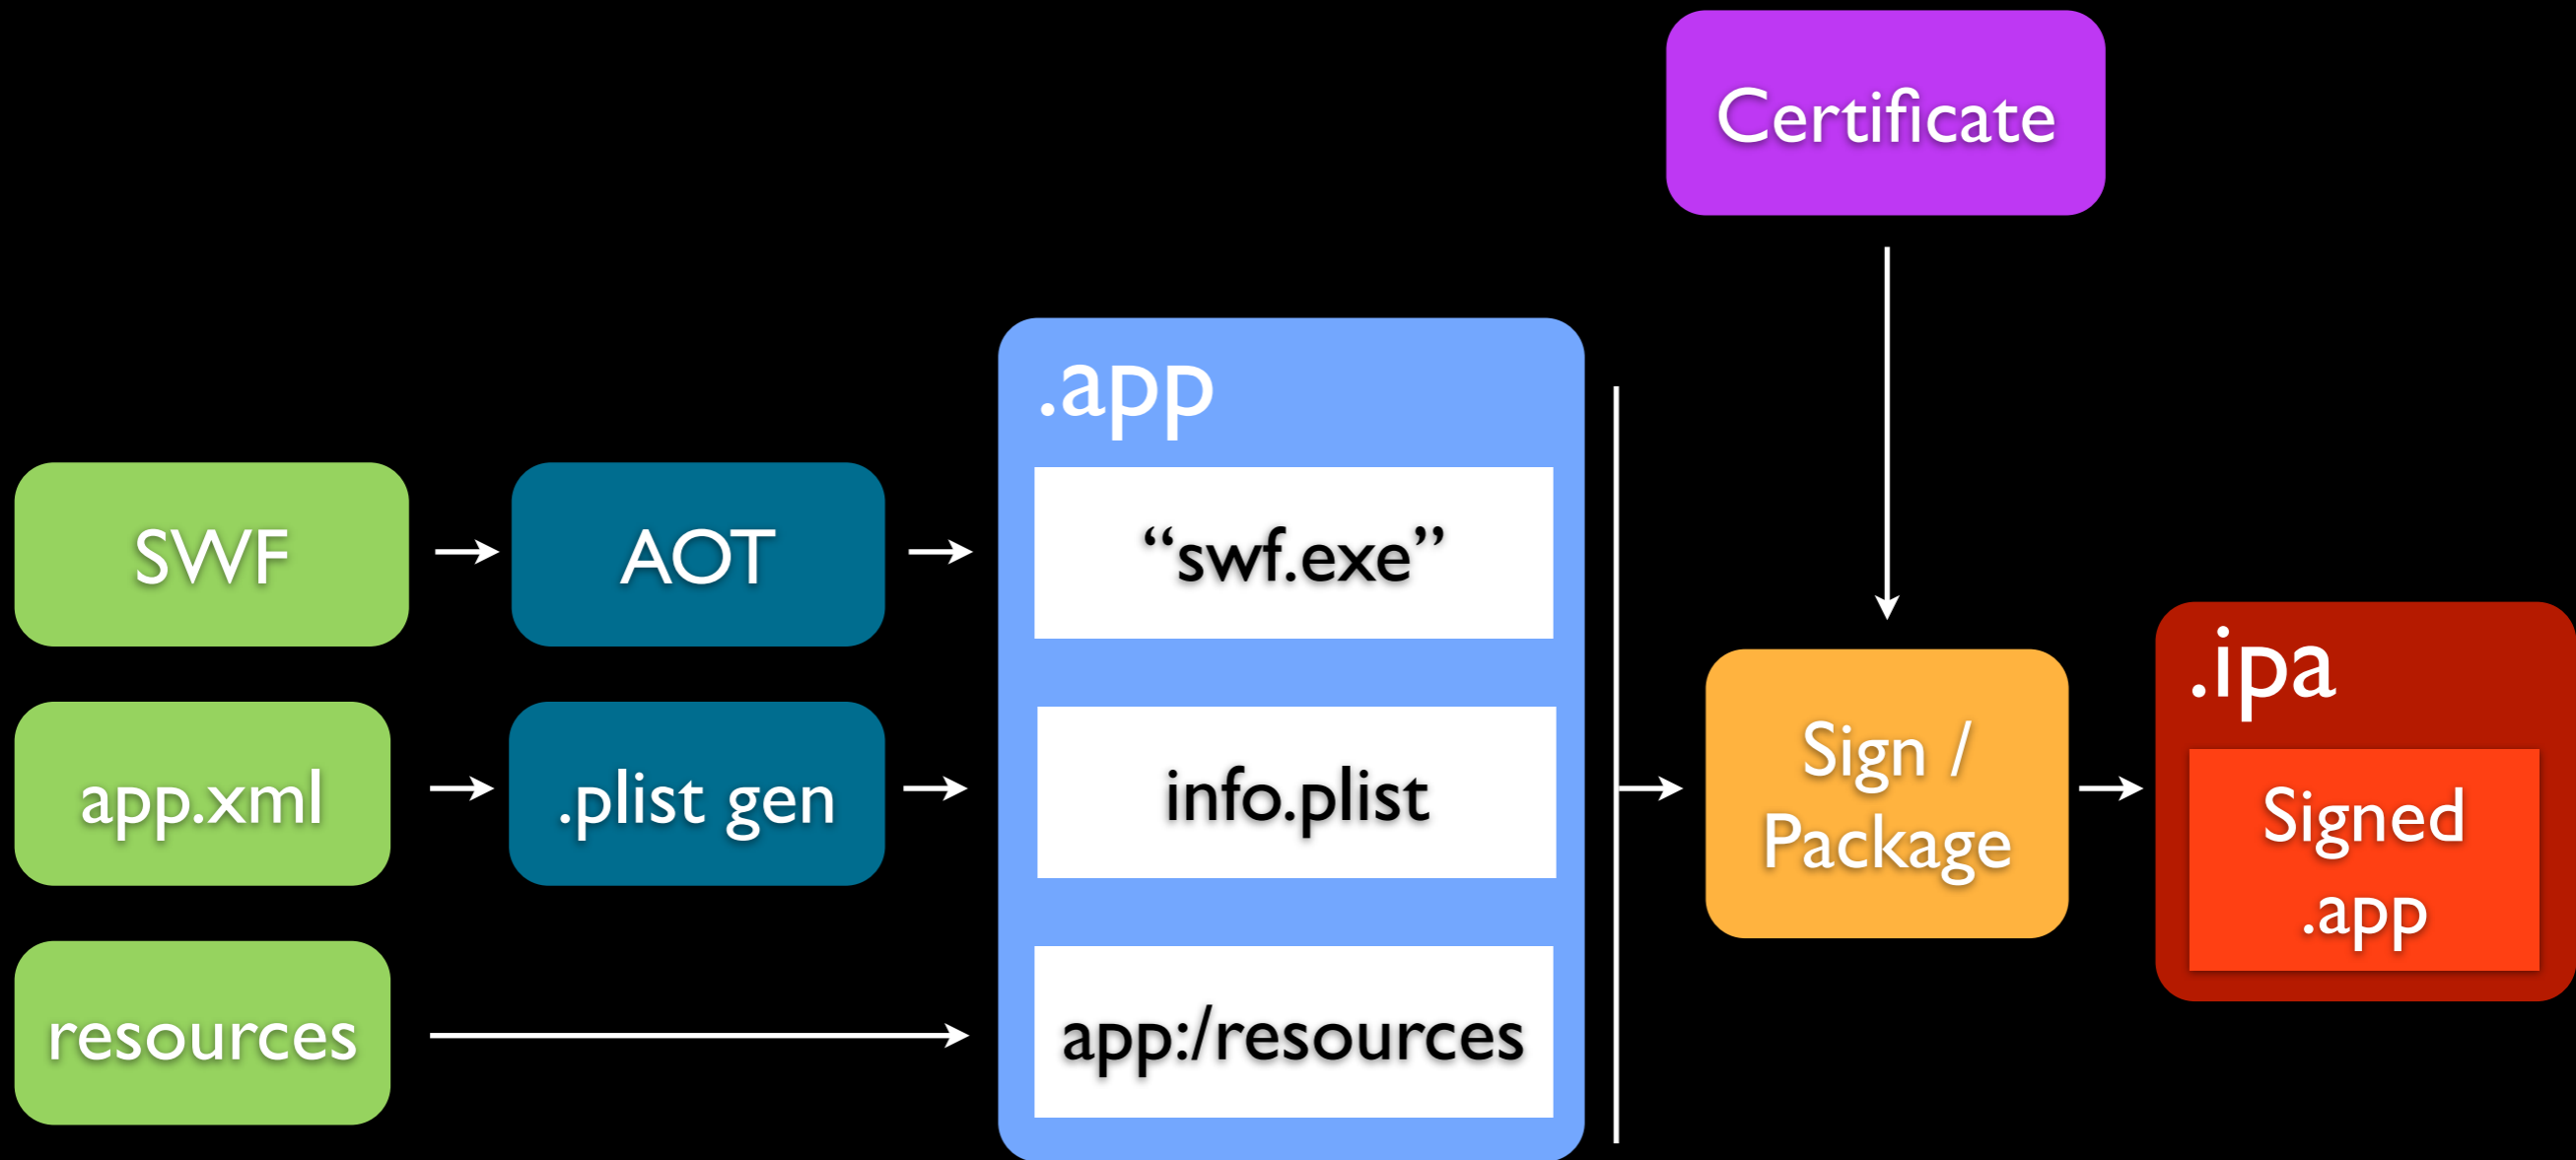 Certificate
.app
SWF
AOT
“swf.exe”
app.xml
.plist gen
info.plist
resources
app:/resources
Sign /
Package
.ipa
Signed
.app